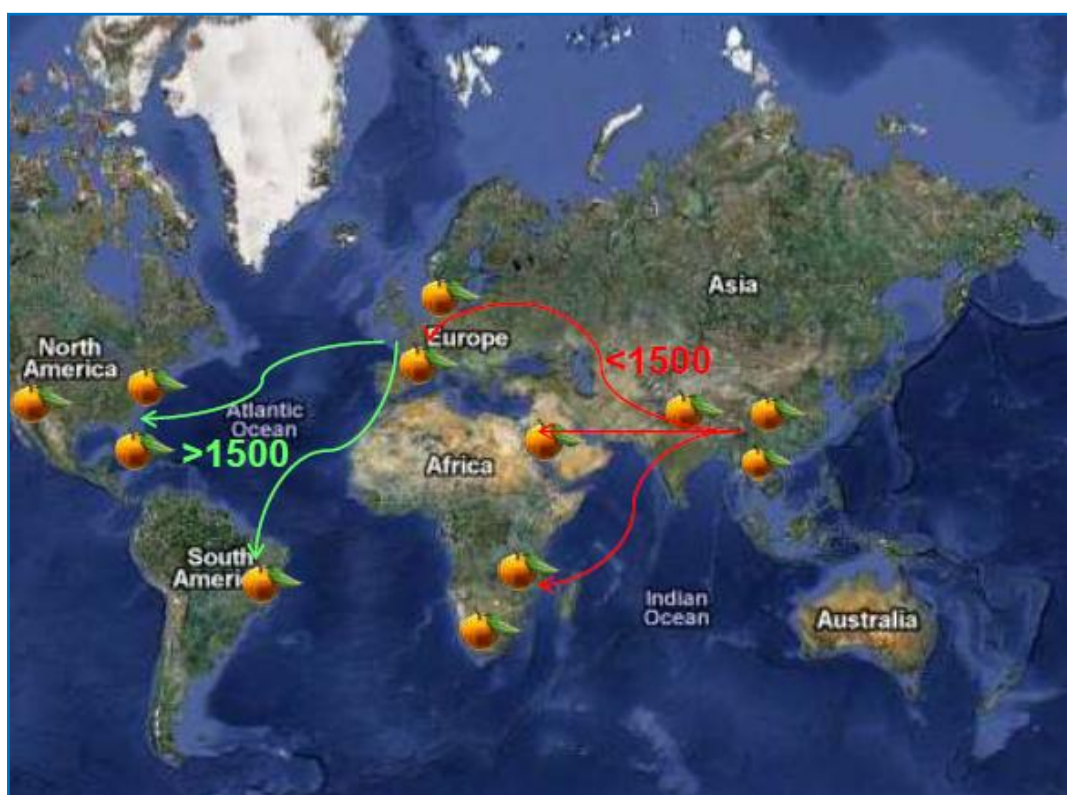 Asia
Europe
North
America
<1500
Atlantic
Ocean
>1500
Africa
South
Americ
Indian
Ocean
Australia